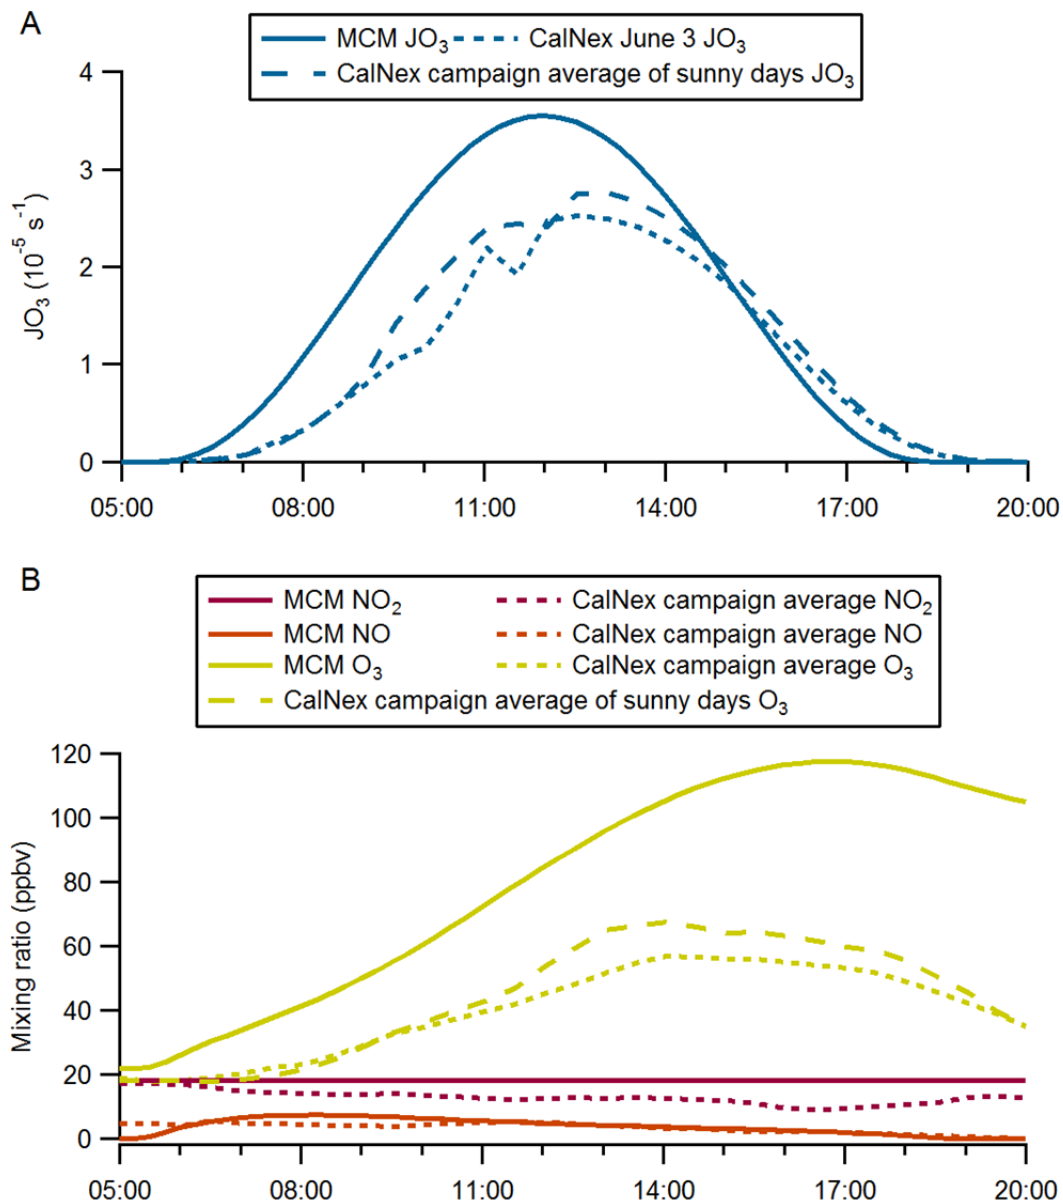 A
MCM JO₃ CalNex June 3 JO₃
CalNex campaign average of sunny days JO₃
4
3
2
1
0
JO₃ (10⁻⁵ s⁻¹)
05:00 08:00 11:00 14:00 17:00 20:00
B
MCM NO₂ CalNex campaign average NO₂
MCM NO CalNex campaign average NO
MCM O₃ CalNex campaign average O₃
CalNex campaign average of sunny days O₃
120
100
80
60
40
20
0
Mixing ratio (ppbv)
05:00 08:00 11:00 14:00 17:00 20:00